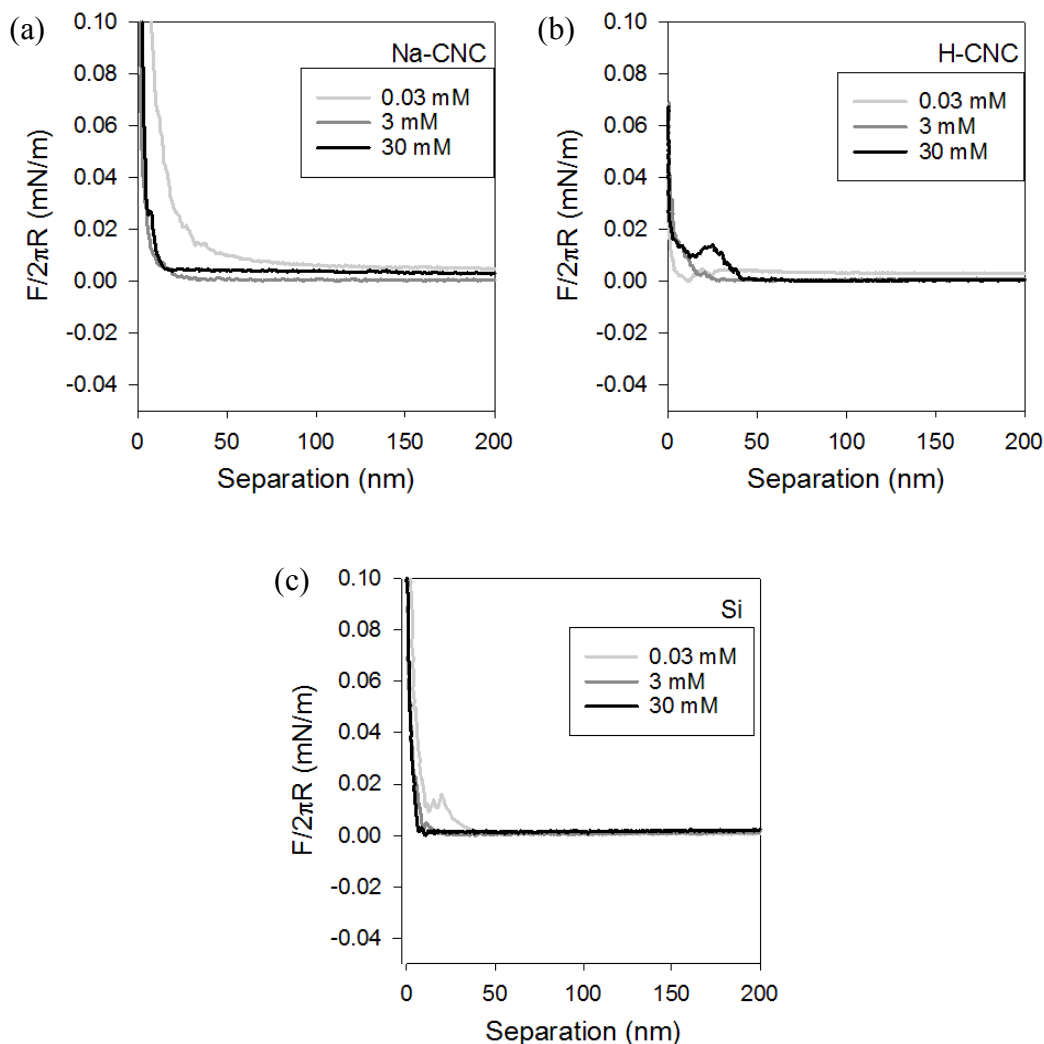 (a)
Na-CNC
0.03 mM
3 mM
30 mM
F/2πR (mN/m)
0.10
0.08
0.06
0.04
0.02
0.00
-0.02
-0.04
0 50 100 150 200
Separation (nm)
(b)
H-CNC
0.03 mM
3 mM
30 mM
F/2πR (mN/m)
0.10
0.08
0.06
0.04
0.02
0.00
-0.02
-0.04
0 50 100 150 200
Separation (nm)
(c)
Si
0.03 mM
3 mM
30 mM
F/2πR (mN/m)
0.10
0.08
0.06
0.04
0.02
0.00
-0.02
-0.04
0 50 100 150 200
Separation (nm)